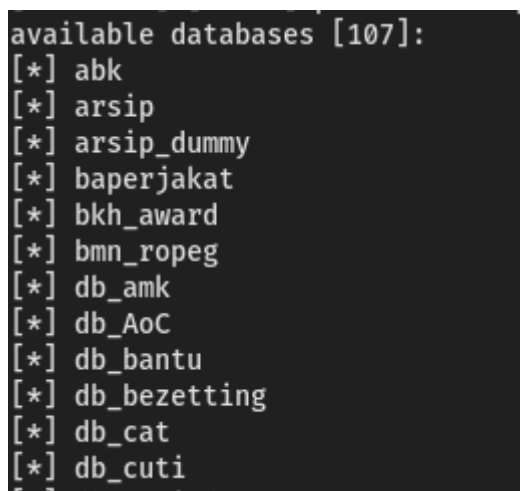 available databases [107]:
[*] abk
[*] arsip
[*] arsip_dummy
[*] baperjakat
[*] bkh_award
[*] bmn_ropeg
[*] db_amk
[*] db_AoC
[*] db_bantu
[*] db_bezetting
[*] db_cat
[*] db_cuti